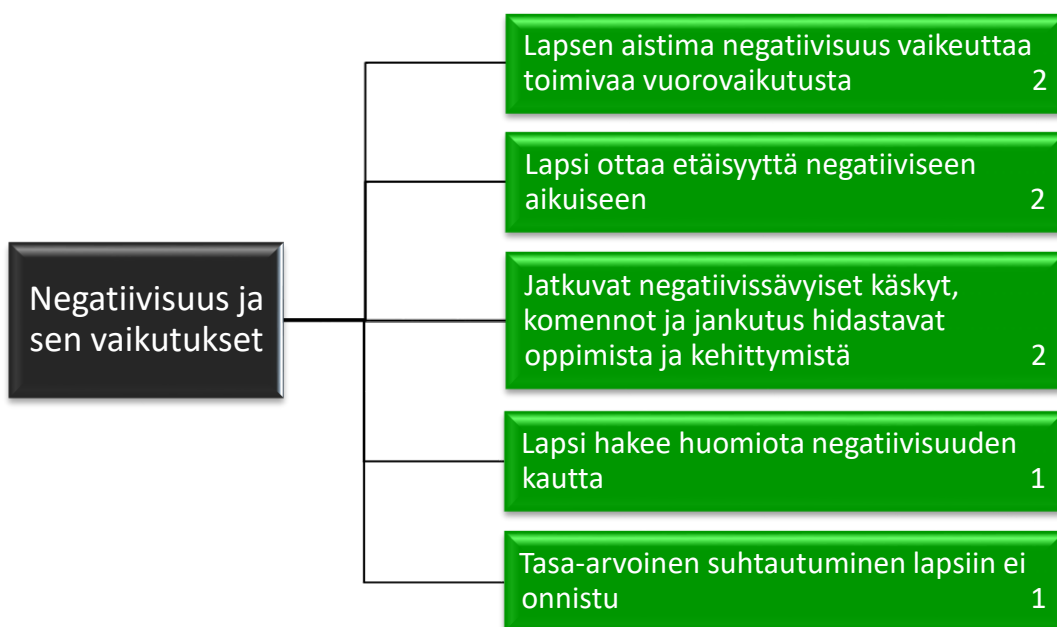 Lapsen aistima negatiivisuus vaikeuttaa
toimivaa vuorovaikutusta 2
Lapsi ottaa etäisyyttä negatiiviseen
aikuiseen 2
Negatiivisuus ja
sen vaikutukset
Jatkuvat negatiivissävyiset käskyt,
komennot ja jankutus hidastavat
oppimista ja kehittymistä 2
Lapsi hakee huomiota negatiivisuuden
kautta 1
Tasa-arvoinen suhtautuminen lapsiin ei
onnistu 1